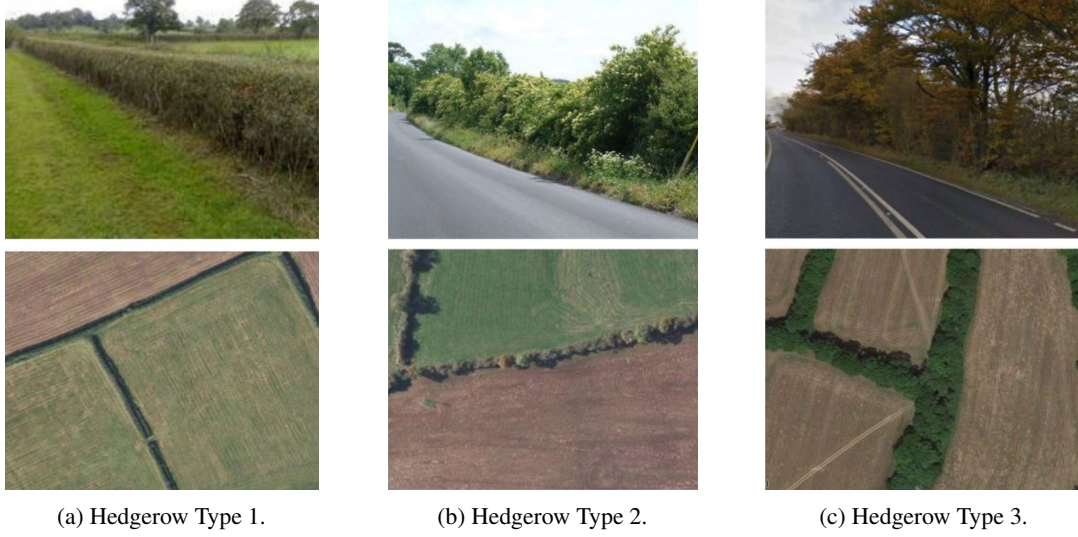 (a) Hedgerow Type 1.
(b) Hedgerow Type 2.
(c) Hedgerow Type 3.